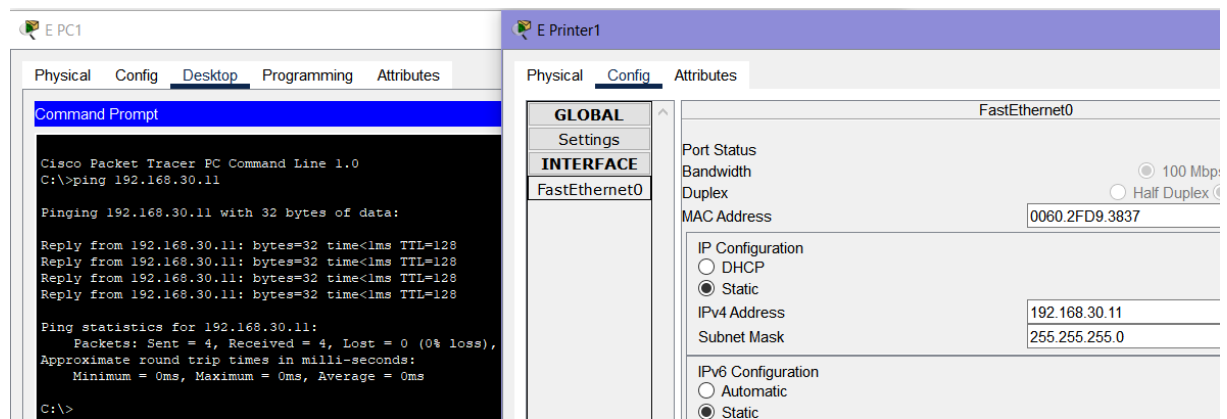 E PC1
Physical Config Desktop Programming Attributes
Command Prompt
Cisco Packet Tracer PC Command Line 1.0
C:\>ping 192.168.30.11
Pinging 192.168.30.11 with 32 bytes of data:
Reply from 192.168.30.11: bytes=32 time<1ms TTL=128
Reply from 192.168.30.11: bytes=32 time<1ms TTL=128
Reply from 192.168.30.11: bytes=32 time<1ms TTL=128
Reply from 192.168.30.11: bytes=32 time<1ms TTL=128
Ping statistics for 192.168.30.11:
Packets: Sent = 4, Received = 4, Lost = 0 (0% loss),
Approximate round trip times in milli-seconds:
Minimum = 0ms, Maximum = 0ms, Average = 0ms
C:\>
E Printer1
Physical Config Attributes
GLOBAL
Settings
INTERFACE
FastEthernet0
FastEthernet0
Port Status
Bandwidth 100 Mbps
Duplex Half Duplex
MAC Address 0060.2FD9.3837
IP Configuration
DHCP
Static
IPv4 Address 192.168.30.11
Subnet Mask 255.255.255.0
IPv6 Configuration
Automatic
Static